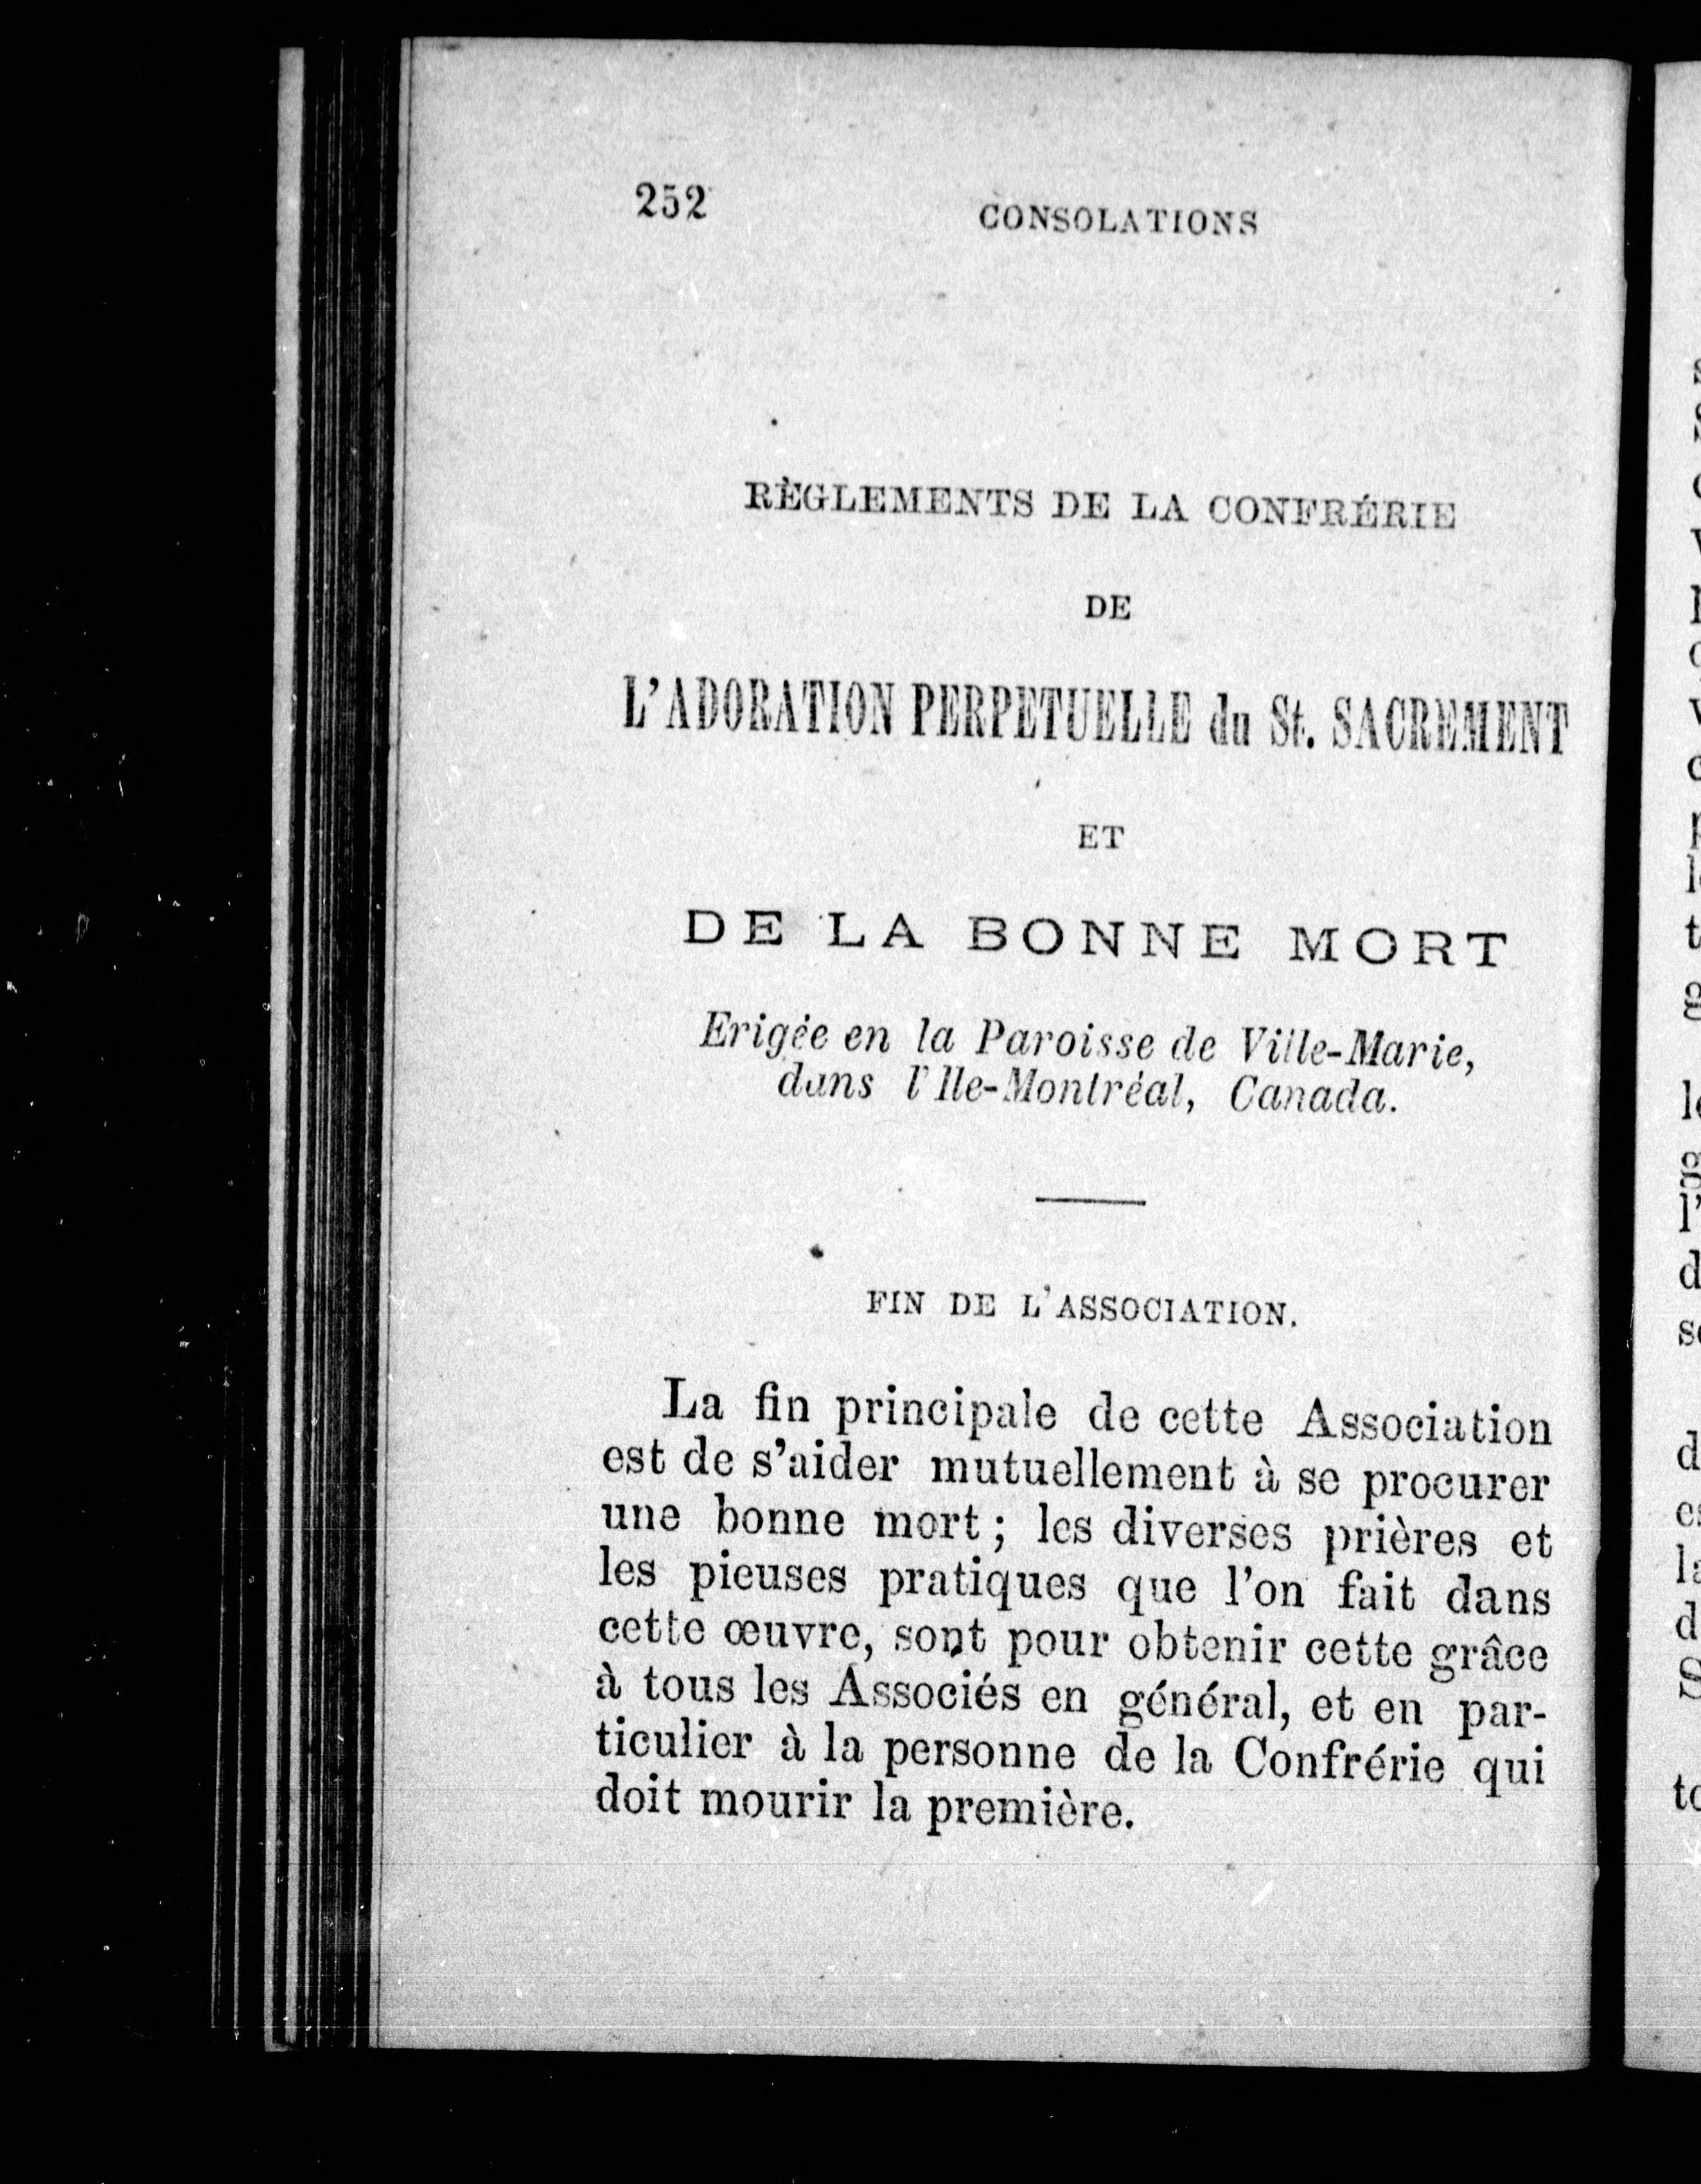 252
CONSOLATIONS
RÈGLEMENTS DE LA CONFRÉRIE
DE
L'ADORATION PERPETUELLE du St. SACREMENT
ET
DE LA BONNE MORT
Erigée en la Paroisse de Ville-Marie,
dans l'Ile-Montréal, Canada.
FIN DE L'ASSOCIATION.
La fin principale de cette Association
est de s'aider mutuellement à se procurer
une bonne mort ; les diverses prières et
les pieuses pratiques que l'on fait dans
cette œuvre, sont pour obtenir cette grâce
à tous les Associés en général, et en par-
ticulier à la personne de la Confrérie qui
doit mourir la première.